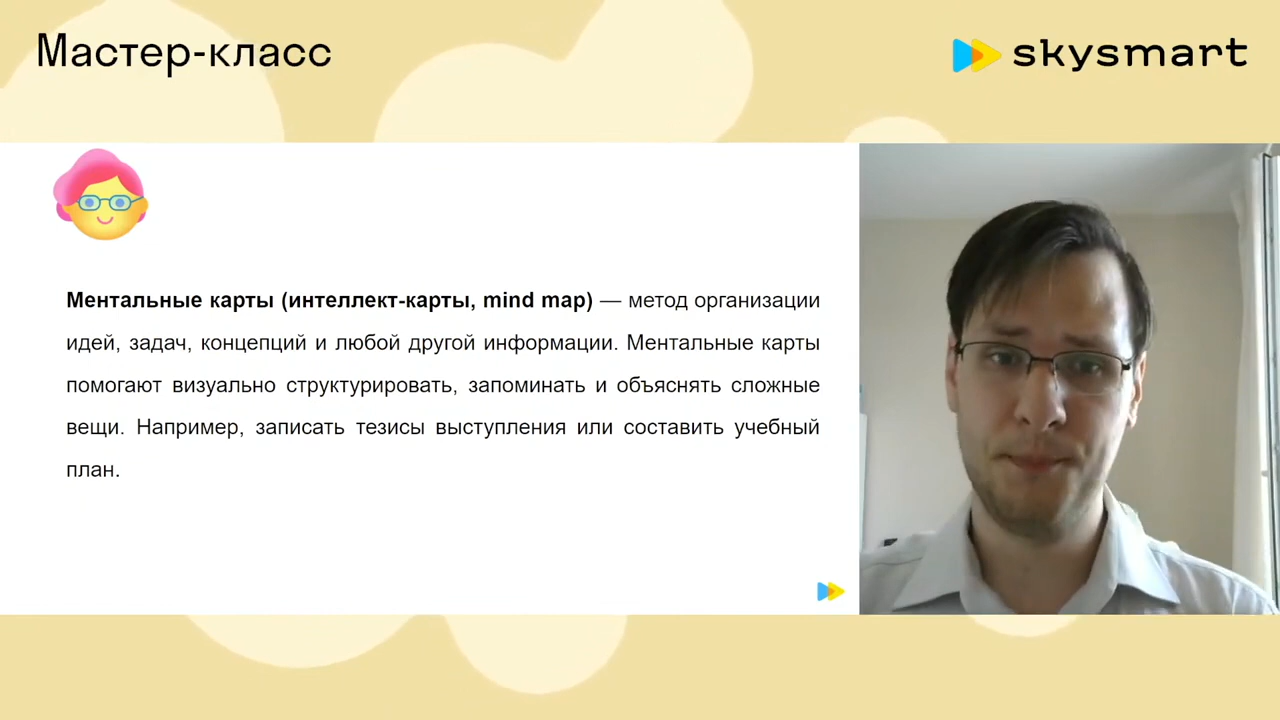 Мастер-класс
skysmart
Ментальные карты (интеллект-карты, mind map) — метод организации
идей, задач, концепций и любой другой информации. Ментальные карты
помогают визуально структурировать, запоминать и объяснять сложные
вещи. Например, записать тезисы выступления или составить учебный
план.